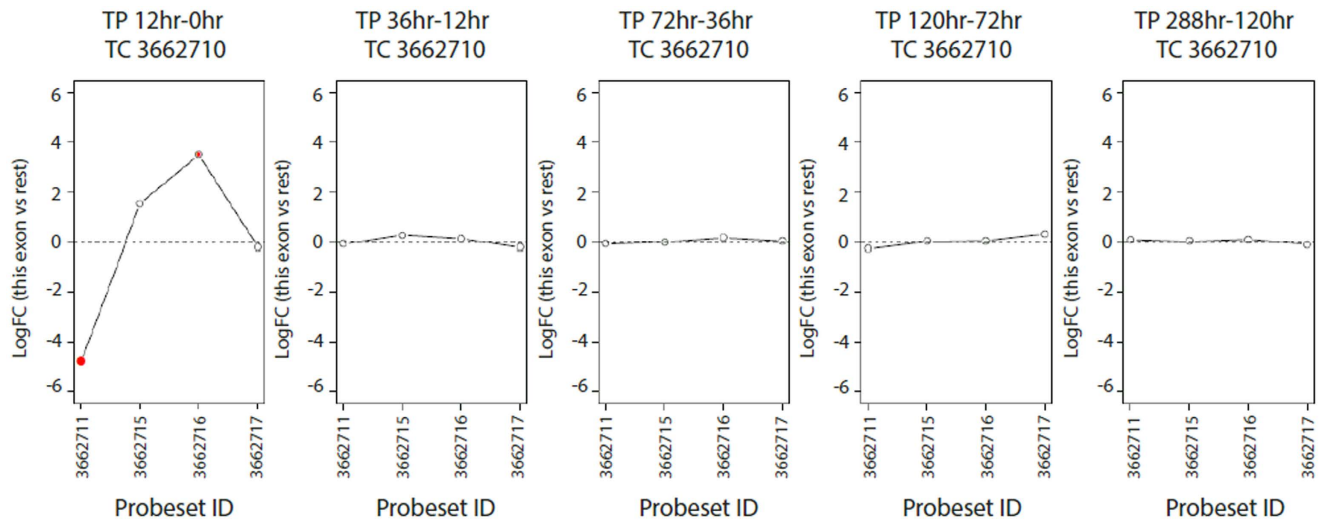 TP 12hr-0hr
TC 3662710
TP 36hr-12hr
TC 3662710
TP 72hr-36hr
TC 3662710
TP 120hr-72hr
TC 3662710
TP 288hr-120hr
TC 3662710
LogFC (this exon vs rest)
6
4
2
0
-2
-4
-6
3662711
3662715
3662716
3662717
Probeset ID
LogFC (this exon vs rest)
6
4
2
0
-2
-4
-6
3662711
3662715
3662716
3662717
Probeset ID
LogFC (this exon vs rest)
6
4
2
0
-2
-4
-6
3662711
3662715
3662716
3662717
Probeset ID
LogFC (this exon vs rest)
6
4
2
0
-2
-4
-6
3662711
3662715
3662716
3662717
Probeset ID
LogFC (this exon vs rest)
6
4
2
0
-2
-4
-6
3662711
3662715
3662716
3662717
Probeset ID